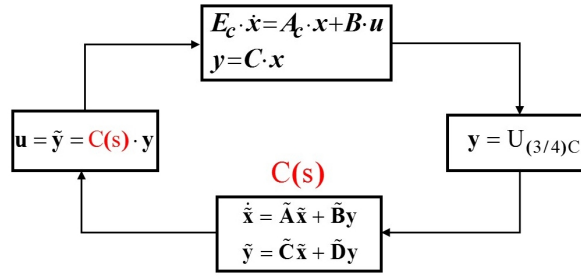 E_c·ẋ=A_c·x+B·u
y=C·x
u = ỹ = C(s)·y
y = U_(3/4)C
C(s)
x̃̇ = Ãx̃ + B̃y
ỹ = C̃x̃ + D̃y